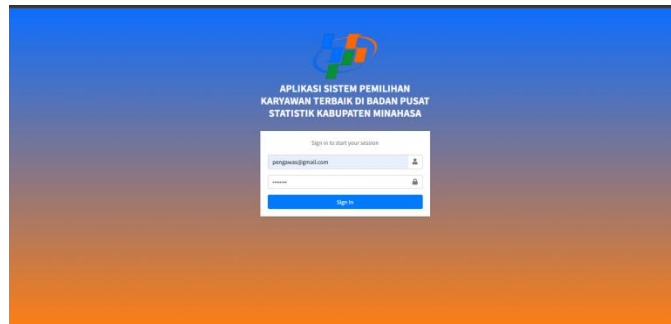 APLIKASI SISTEM PEMILIHAN
KARYAWAN TERBAIK DI BADAN PUSAT
STATISTIK KABUPATEN MINAHASA
Sign in to start your session
pengawas@gmail.com
•••••••
Sign In